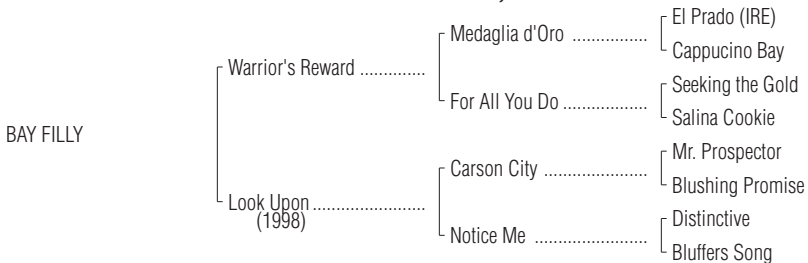 El Prado (IRE)
Medaglia d'Oro ................
Cappucino Bay
Warrior's Reward ..............
Seeking the Gold
For All You Do ..................
Salina Cookie
BAY FILLY
Mr. Prospector
Carson City ......................
Blushing Promise
Look Upon ........................
(1998)
Distinctive
Notice Me ........................
Bluffers Song